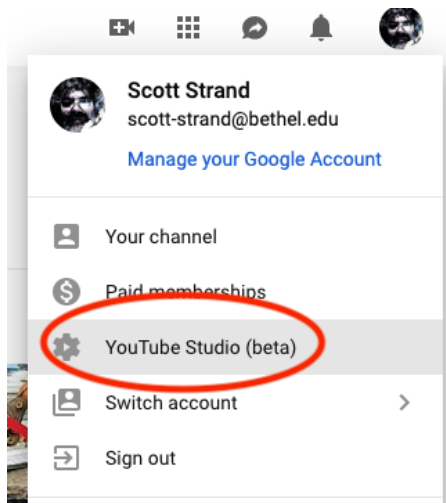 Scott Strand
scott-strand@bethel.edu
Manage your Google Account
Your channel
Paid memberships
YouTube Studio (beta)
Switch account
Sign out